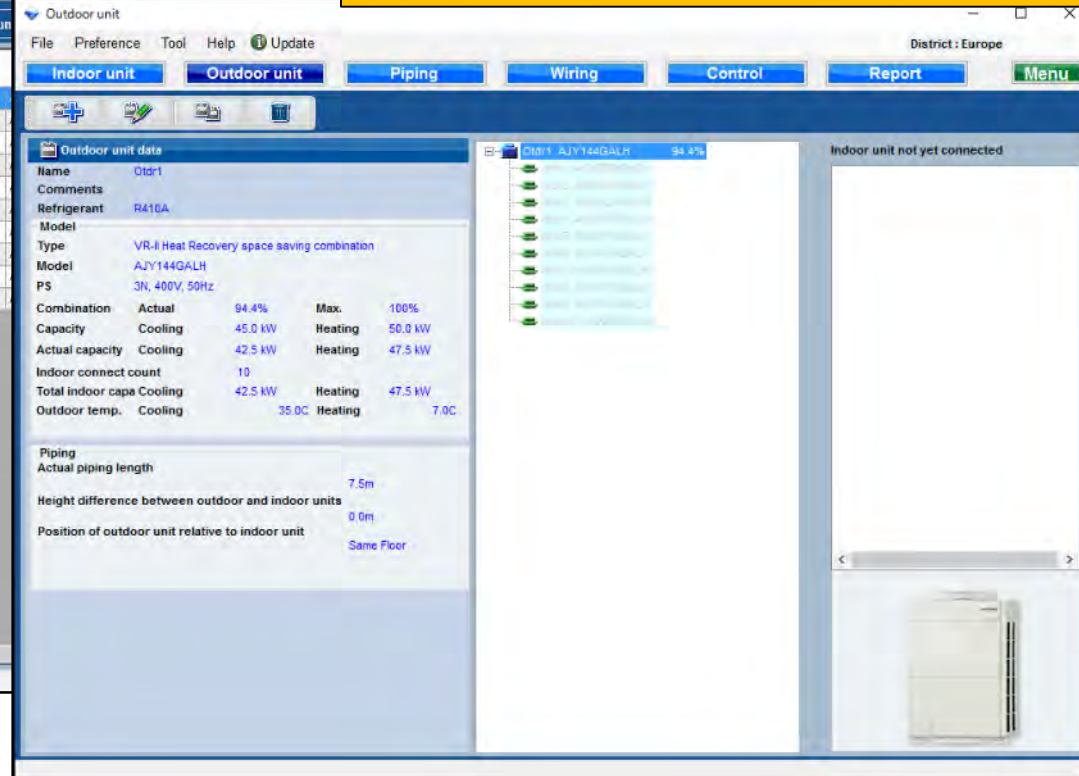 Outdoor unit
File Preference Tool Help Update District : Europe
Indoor unit Outdoor unit Piping Wiring Control Report Menu
Outdoor unit data
Name Otdr1
Comments
Refrigerant R410A
Model
Type VR-II Heat Recovery space saving combination
Model AJY144GALH
PS 3N, 400V, 50Hz
Combination Actual 94.4% Max. 100%
Capacity Cooling 45.0 kW Heating 50.0 kW
Actual capacity Cooling 42.5 kW Heating 47.5 kW
Indoor connect count 10
Total indoor capa Cooling 42.5 kW Heating 47.5 kW
Outdoor temp. Cooling 35.0C Heating 7.0C
Piping
Actual piping length
7.5m
Height difference between outdoor and indoor units
0.0m
Position of outdoor unit relative to indoor unit
Same Floor
Otdr1 AJY144GALH 94.4%
Indoor unit not yet connected